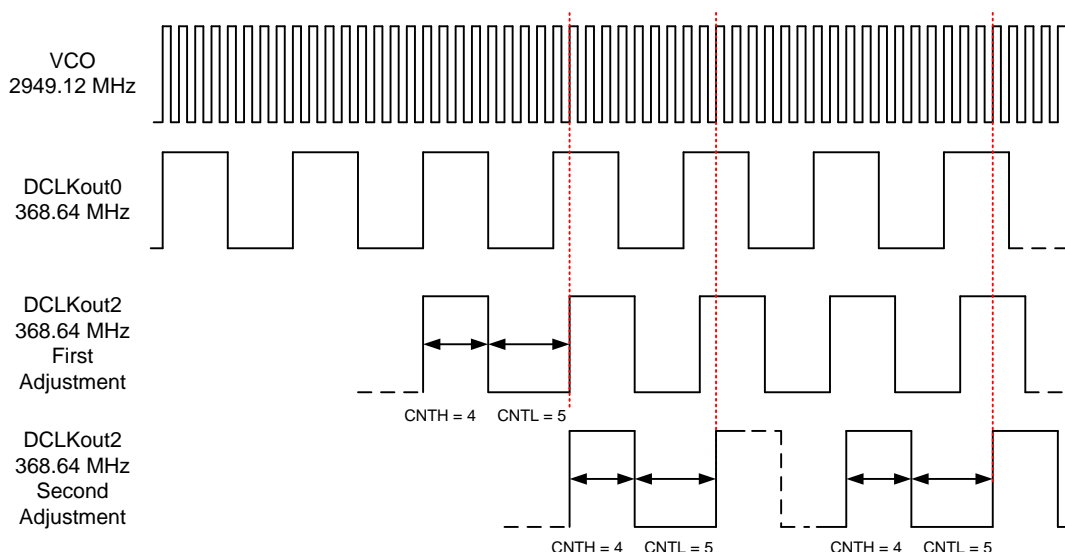 VCO
2949.12 MHz
DCLKout0
368.64 MHz
DCLKout2
368.64 MHz
First
Adjustment
CNTH = 4 CNTL = 5
DCLKout2
368.64 MHz
Second
Adjustment
CNTH = 4 CNTL = 5 CNTH = 4 CNTL = 5